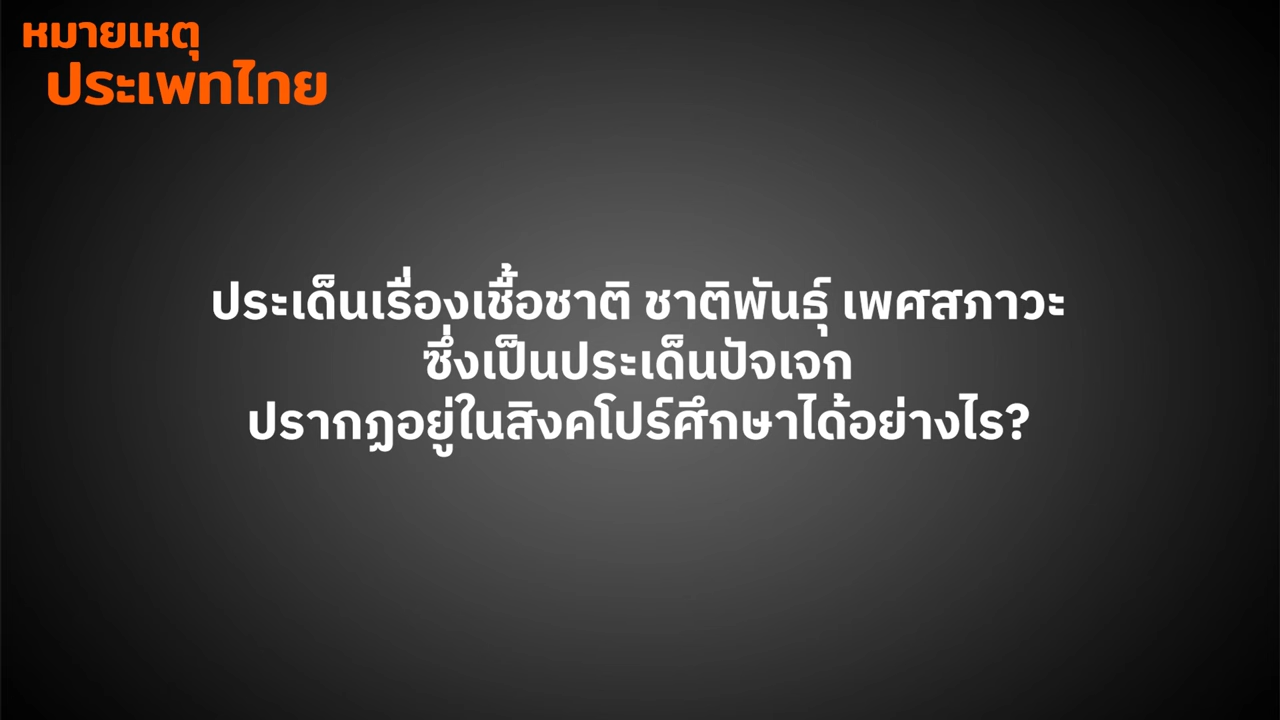 หมายเหตุ
ประเพทไทย
ประเด็นเรื่องเชื้อชาติ ชาติพันธุ์ เพศสภาวะ
ซึ่งเป็นประเด็นปัจเจก
ปรากฏอยู่ในสิงคโปร์ศึกษาได้อย่างไร?